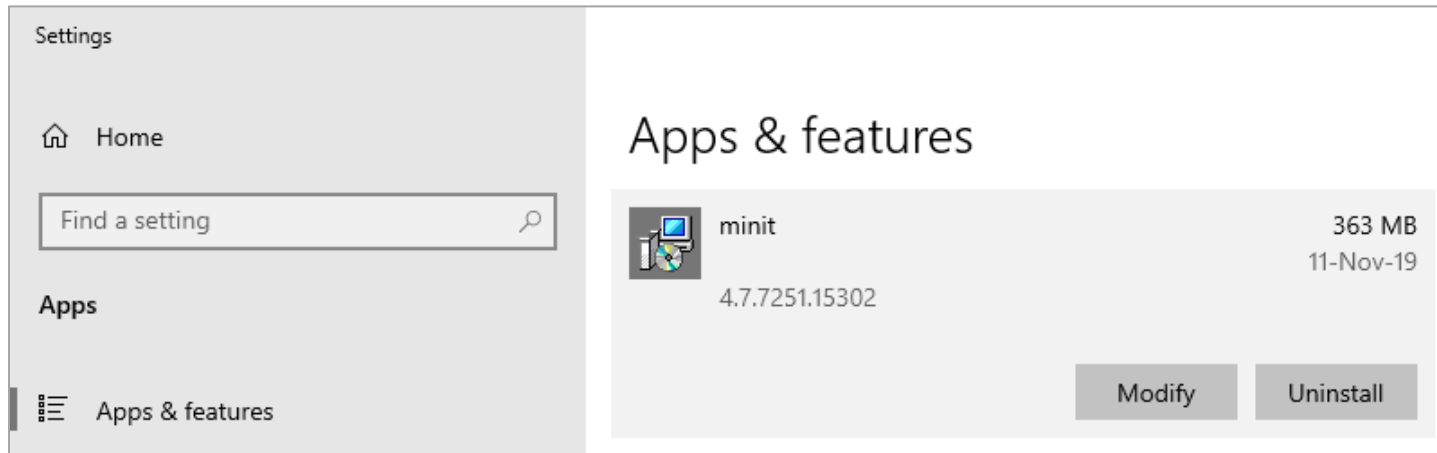 Settings
Home
Find a setting
Apps
Apps & features
Apps & features
minit
363 MB
11-Nov-19
4.7.7251.15302
Modify
Uninstall